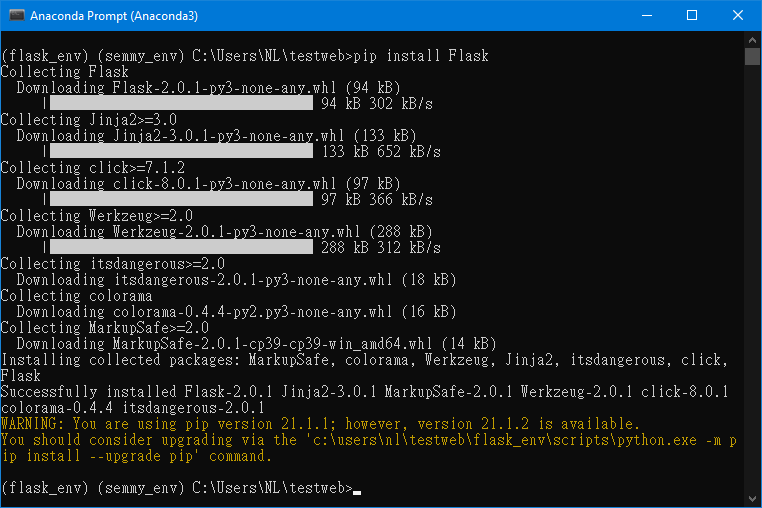 Anaconda Prompt (Anaconda3)
(flask_env) (semmy_env) C:\Users\NL\testweb>pip install Flask
Collecting Flask
  Downloading Flask-2.0.1-py3-none-any.whl (94 kB)
     |████████████████████████████████| 94 kB 302 kB/s
Collecting Jinja2>=3.0
  Downloading Jinja2-3.0.1-py3-none-any.whl (133 kB)
     |████████████████████████████████| 133 kB 652 kB/s
Collecting click>=7.1.2
  Downloading click-8.0.1-py3-none-any.whl (97 kB)
     |████████████████████████████████| 97 kB 366 kB/s
Collecting Werkzeug>=2.0
  Downloading Werkzeug-2.0.1-py3-none-any.whl (288 kB)
     |████████████████████████████████| 288 kB 312 kB/s
Collecting itsdangerous>=2.0
  Downloading itsdangerous-2.0.1-py3-none-any.whl (18 kB)
Collecting colorama
  Downloading colorama-0.4.4-py2.py3-none-any.whl (16 kB)
Collecting MarkupSafe>=2.0
  Downloading MarkupSafe-2.0.1-cp39-cp39-win_amd64.whl (14 kB)
Installing collected packages: MarkupSafe, colorama, Werkzeug, Jinja2, itsdangerous, click,
Flask
Successfully installed Flask-2.0.1 Jinja2-3.0.1 MarkupSafe-2.0.1 Werkzeug-2.0.1 click-8.0.1
colorama-0.4.4 itsdangerous-2.0.1
WARNING: You are using pip version 21.1.1; however, version 21.1.2 is available.
You should consider upgrading via the 'c:\users\nl\testweb\flask_env\scripts\python.exe -m p
ip install --upgrade pip' command.
(flask_env) (semmy_env) C:\Users\NL\testweb>